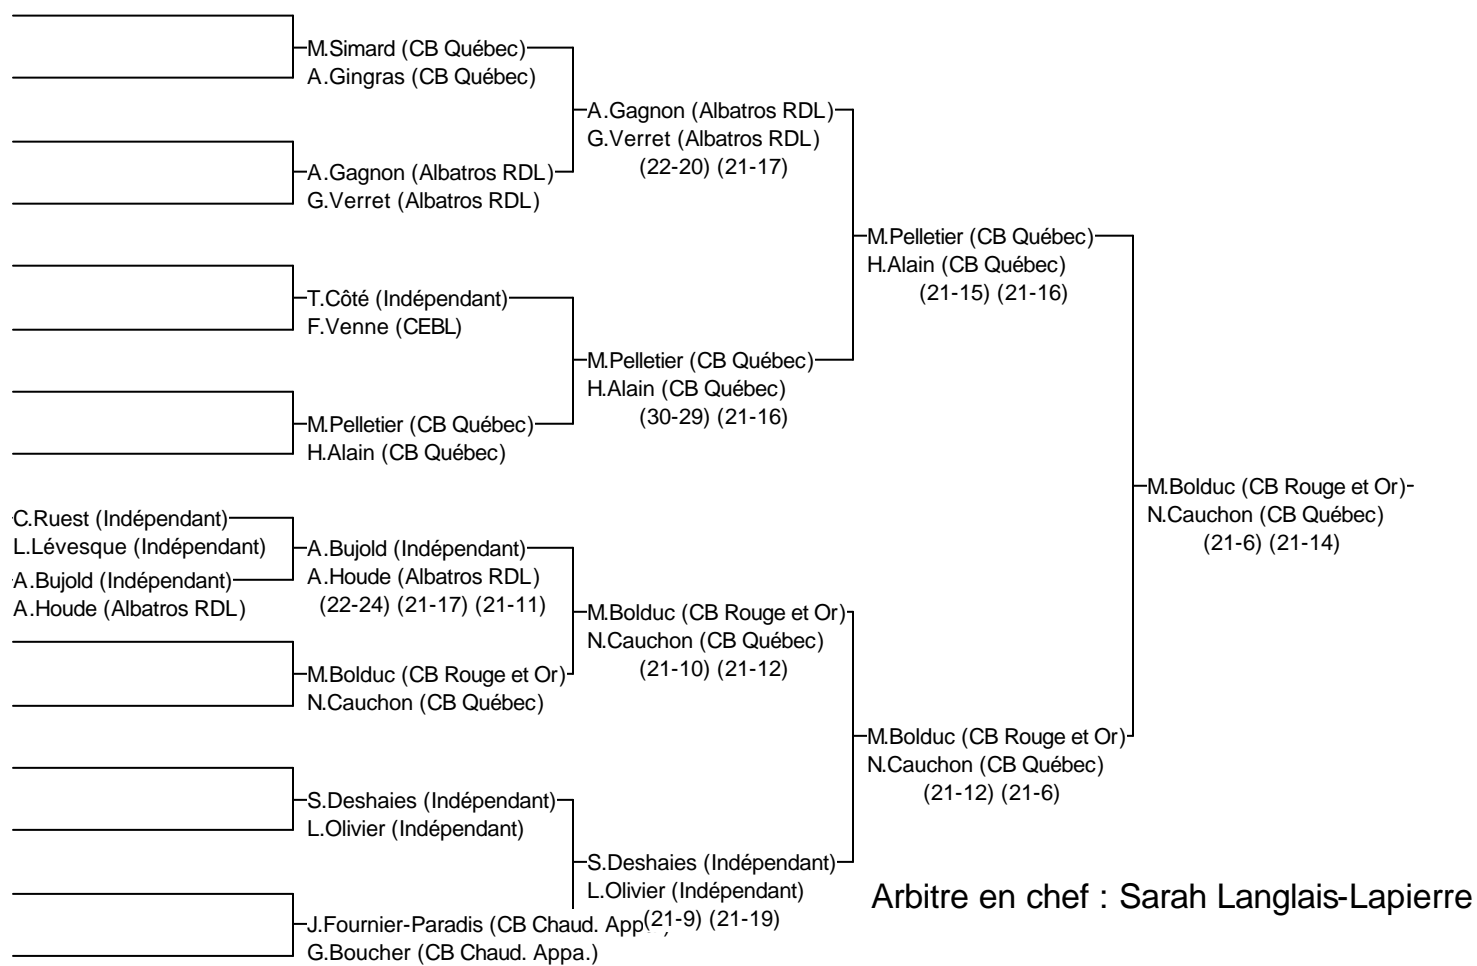 M.Simard (CB Québec)
A.Gingras (CB Québec)
A.Gagnon (Albatros RDL)
G.Verret (Albatros RDL)
(22-20) (21-17)
A.Gagnon (Albatros RDL)
G.Verret (Albatros RDL)
M.Pelletier (CB Québec)
H.Alain (CB Québec)
(21-15) (21-16)
T.Côté (Indépendant)
F.Venne (CEBL)
M.Pelletier (CB Québec)
H.Alain (CB Québec)
(30-29) (21-16)
M.Pelletier (CB Québec)
H.Alain (CB Québec)
M.Bolduc (CB Rouge et Or)
N.Cauchon (CB Québec)
(21-6) (21-14)
C.Ruest (Indépendant)
L.Lévesque (Indépendant)
A.Bujold (Indépendant)
A.Houde (Albatros RDL)
A.Bujold (Indépendant)
A.Houde (Albatros RDL)
(22-24) (21-17) (21-11)
M.Bolduc (CB Rouge et Or)
N.Cauchon (CB Québec)
(21-10) (21-12)
M.Bolduc (CB Rouge et Or)
N.Cauchon (CB Québec)
M.Bolduc (CB Rouge et Or)
N.Cauchon (CB Québec)
(21-12) (21-6)
S.Deshaies (Indépendant)
L.Olivier (Indépendant)
S.Deshaies (Indépendant)
L.Olivier (Indépendant)
(21-9) (21-19)
Arbitre en chef : Sarah Langlais-Lapierre
J.Fournier-Paradis (CB Chaud. App
G.Boucher (CB Chaud. Appa.)